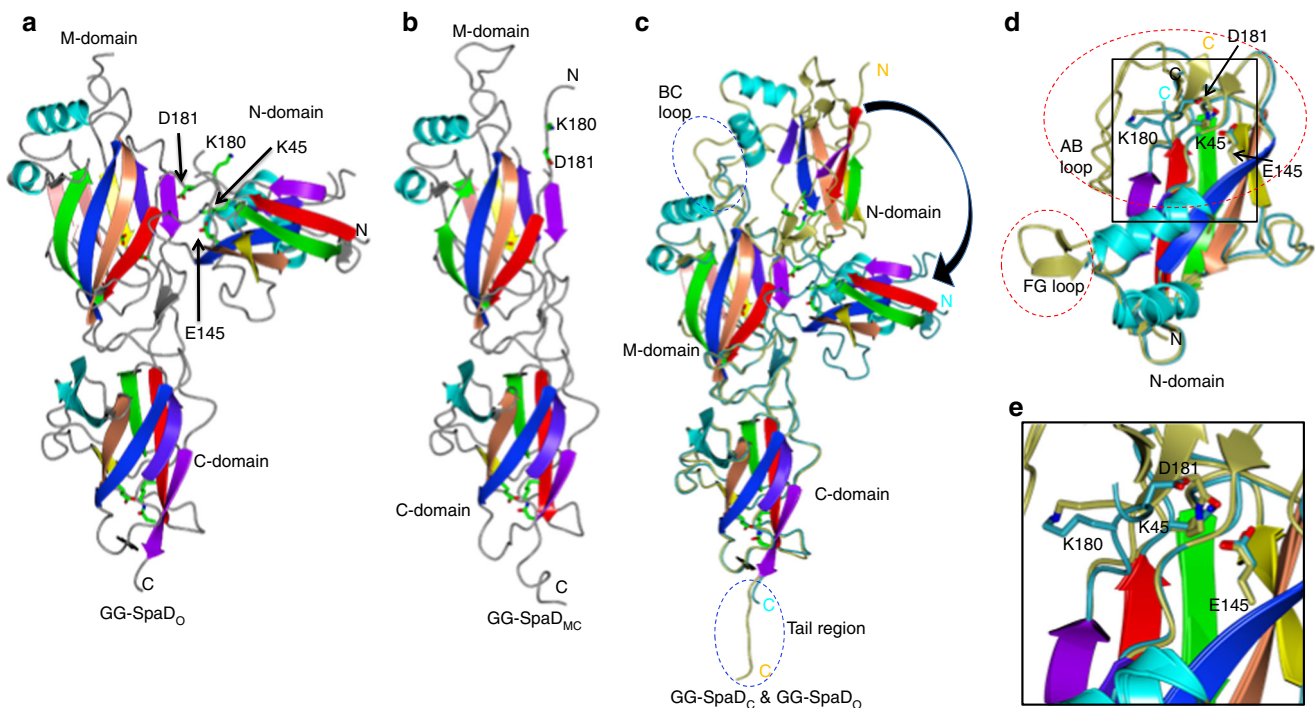 a
M-domain
D181
K180
N-domain
K45
N
E145
C-domain
C
GG-SpaD_O
b
M-domain
N
K180
D181
C-domain
C
GG-SpaD_MC
c
N
BC
loop
N-domain
N
M-domain
C-domain
C
Tail region
C
GG-SpaD_C & GG-SpaD_O
d
C
D181
C
C
K180
K45
AB
loop
E145
FG loop
N
N-domain
e
D181
K45
K180
E145